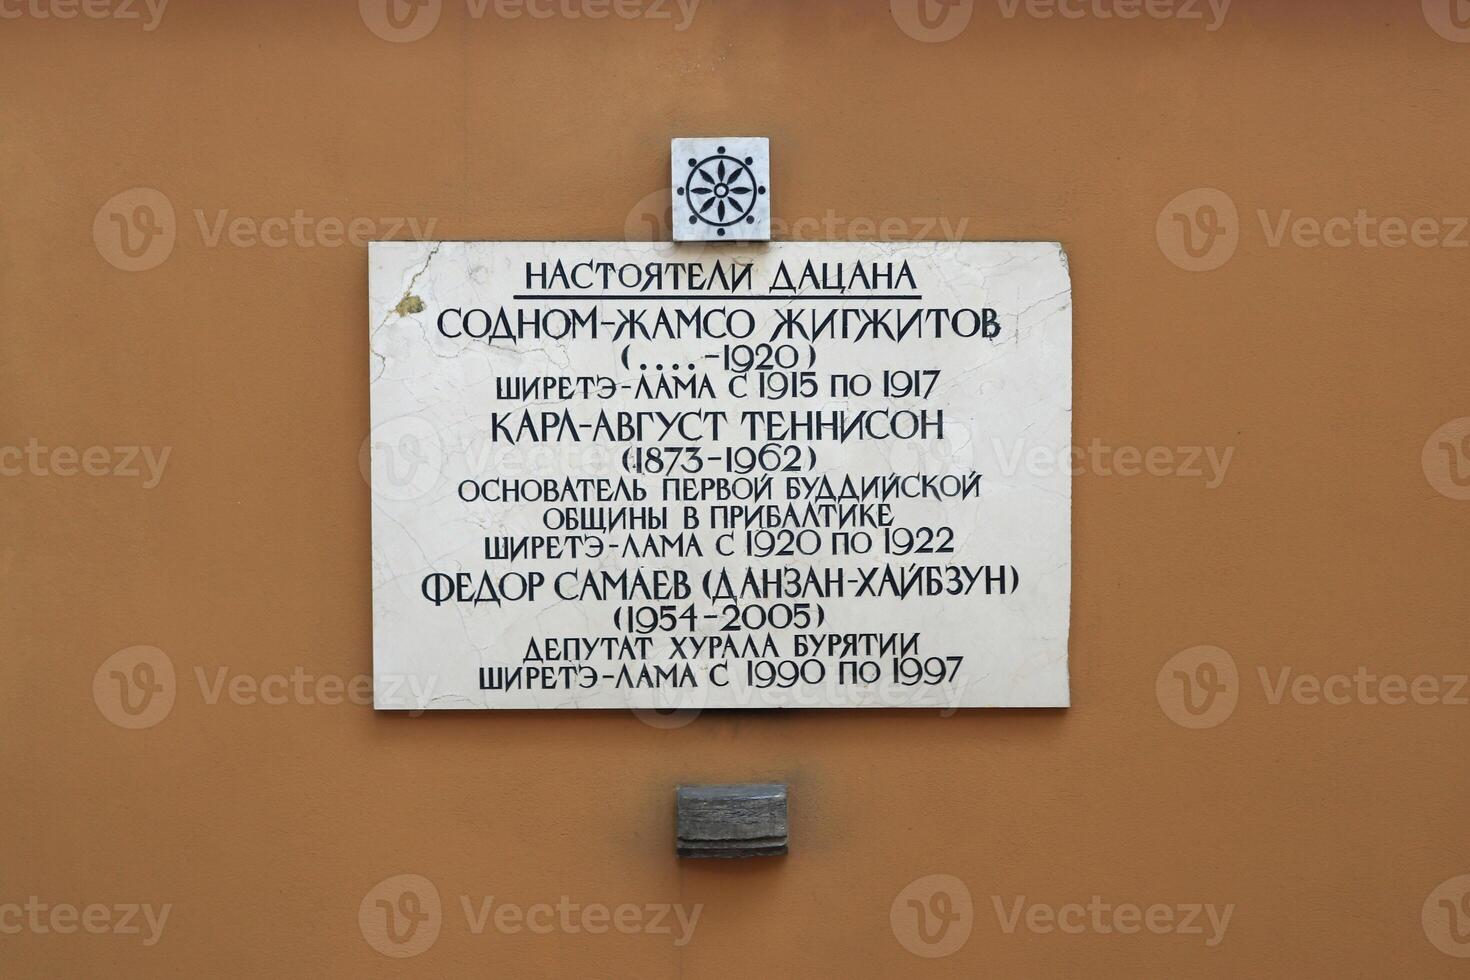 НАСТОЯТЕЛИ ДАЦАНА
СОДНОМ-ЖАМСО ЖИГЖИТОВ
(....-1920)
ШИРЕТЭ-ЛАМА С 1915 ПО 1917
КАРЛ-АВГУСТ ТЕННИСОН
(1873-1962)
ОСНОВАТЕЛЬ ПЕРВОЙ БУДДИЙСКОЙ
ОБЩИНЫ В ПРИБАЛТИКЕ
ШИРЕТЭ-ЛАМА С 1920 ПО 1922
ФЕДОР САМАЕВ (ДАНЗАН-ХАЙБЗУН)
(1954-2005)
ДЕПУТАТ ХУРАЛА БУРЯТИИ
ШИРЕТЭ-ЛАМА С 1990 ПО 1997
Vecteezy